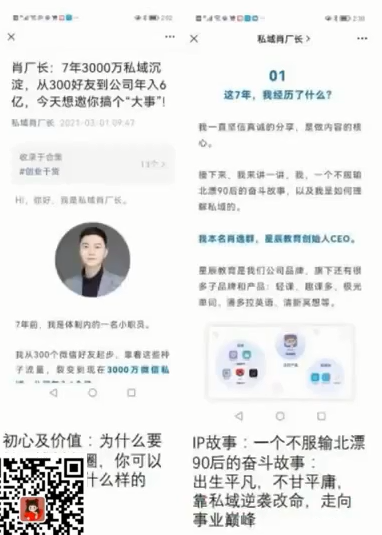 2:02
肖厂长：7年3000万私域沉
淀，从300好友到公司年入6
亿，今天想邀你搞个“大事”！
私域肖厂长 2021-03-01 09:47
收录于合集
#创业干货
Hi，你好，我是私域肖厂长。
7年前，我是体制内的一名小职员。
我从300个微信好友起步，靠着这些种
子流量，裂变到现在3000万微信私
初心及价值：为什么要
圈，你可以
什么样的
私域肖厂长 >
01
这7年，我经历了什么？
我一直坚信真诚的分享，是做内容的核
心。
接下来，我来讲一讲，我，一个不服输
北漂90后的奋斗故事，以及我是如何理
解私域的。
我本名肖逸群，星辰教育创始人CEO。
星辰教育是我们公司品牌，旗下还有很
多子品牌和产品：轻课、趣课多、极光
单词、潘多拉英语、清新冥想等。
IP故事：一个不服输北漂
90后的奋斗故事：
出生平凡，不甘平庸，
靠私域逆袭改命，走向
事业巅峰